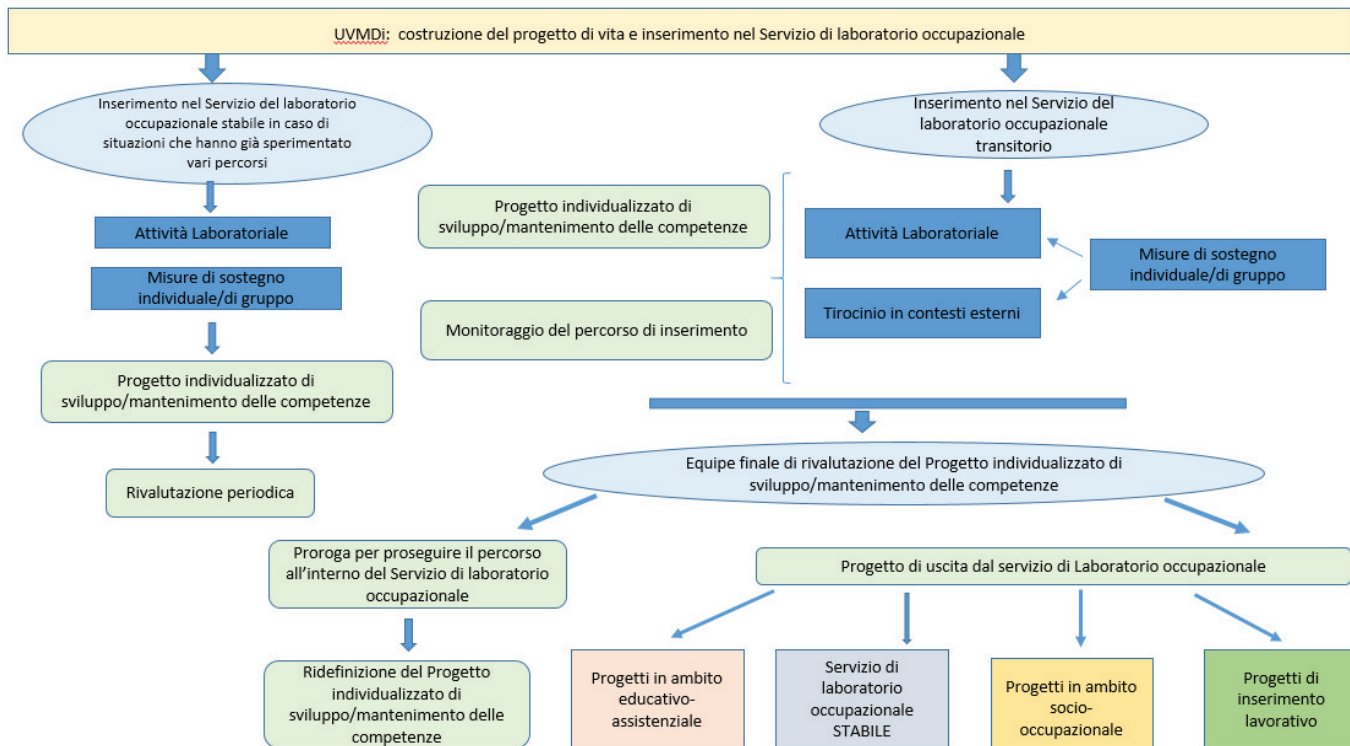 UVMDi: costruzione del progetto di vita e inserimento nel Servizio di laboratorio occupazionale
Inserimento nel Servizio del laboratorio
occupazionale stabile in caso di
situazioni che hanno già sperimentato
vari percorsi
Attività Laboratoriale
Misure di sostegno
individuale/di gruppo
Progetto individualizzato di
sviluppo/mantenimento delle competenze
Rivalutazione periodica
Inserimento nel Servizio del
laboratorio occupazionale
transitorio
Progetto individualizzato di
sviluppo/mantenimento delle competenze
Monitoraggio del percorso di inserimento
Attività Laboratoriale
Tirocinio in contesti esterni
Misure di sostegno
individuale/di gruppo
Equipe finale di rivalutazione del Progetto individualizzato di
sviluppo/mantenimento delle competenze
Proroga per proseguire il percorso
all'interno del Servizio di laboratorio
occupazionale
Ridefinizione del Progetto
individualizzato di
sviluppo/mantenimento delle
competenze
Progetto di uscita dal servizio di Laboratorio occupazionale
Progetti in ambito
educativo-
assistenziale
Servizio di
laboratorio
occupazionale
STABILE
Progetti in ambito
socio-
occupazionale
Progetti di
inserimento
lavorativo